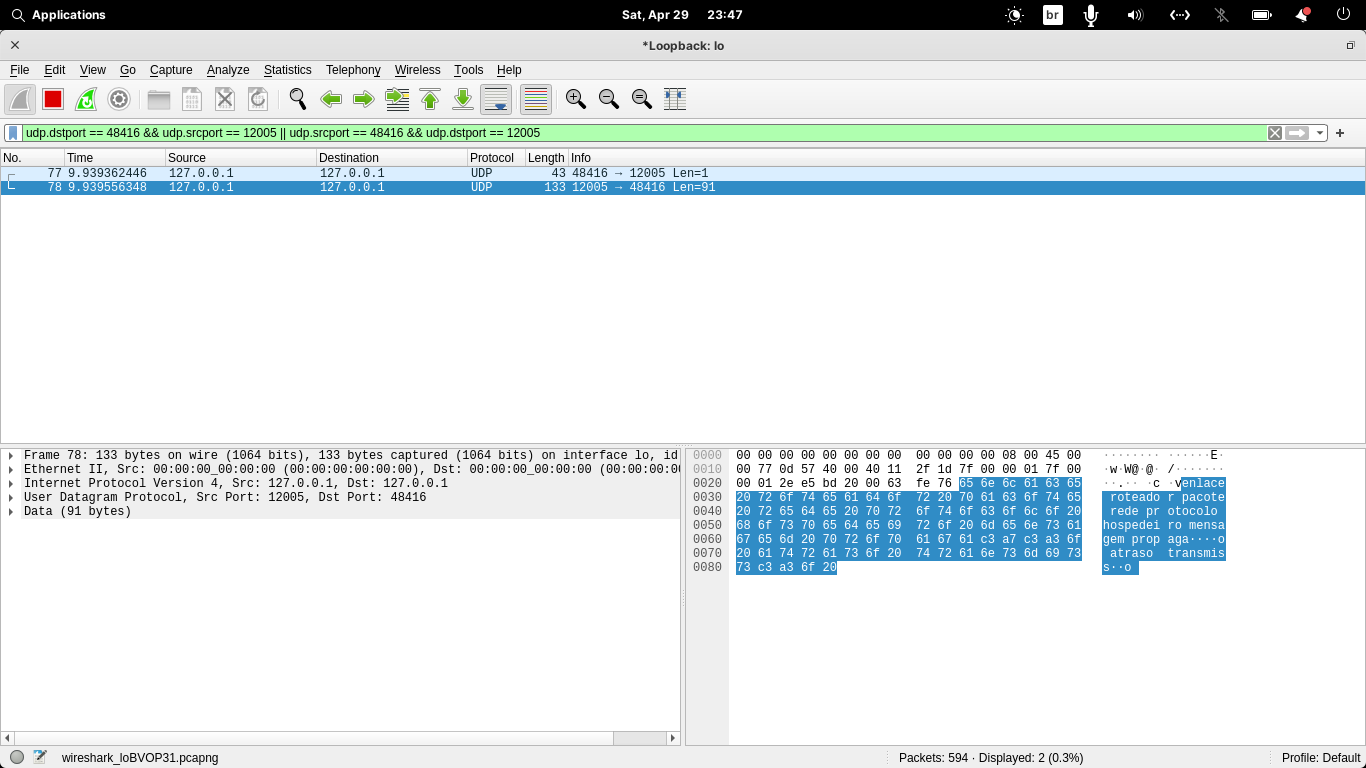 Applications
Sat, Apr 29 23:47
br
*Loopback: lo
File Edit View Go Capture Analyze Statistics Telephony Wireless Tools Help
udp.dstport == 48416 && udp.srcport == 12005 || udp.srcport == 48416 && udp.dstport == 12005
No. Time Source Destination Protocol Length Info
77 9.939362446 127.0.0.1 127.0.0.1 UDP 43 48416 → 12005 Len=1
78 9.939556348 127.0.0.1 127.0.0.1 UDP 133 12005 → 48416 Len=91
Frame 78: 133 bytes on wire (1064 bits), 133 bytes captured (1064 bits) on interface lo, id
Ethernet II, Src: 00:00:00_00:00:00 (00:00:00:00:00:00), Dst: 00:00:00_00:00:00 (00:00:00:0
Internet Protocol Version 4, Src: 127.0.0.1, Dst: 127.0.0.1
User Datagram Protocol, Src Port: 12005, Dst Port: 48416
Data (91 bytes)
0000 00 00 00 00 00 00 00 00 00 00 00 00 08 00 45 00 ········ ······E·
0010 00 77 0d 57 40 00 40 11 2f 1d 7f 00 00 01 7f 00 ·w·W@·@· /·······
0020 00 01 2e e5 bd 20 00 63 fe 76 65 6e 6c 61 63 65 ··.·· ·c ·venlace
0030 20 72 6f 74 65 61 64 6f 72 20 70 61 63 6f 74 65 roteado r pacote
0040 20 72 65 64 65 20 70 72 6f 74 6f 63 6f 6c 6f 20 rede pr otocolo
0050 68 6f 73 70 65 64 65 69 72 6f 20 6d 65 6e 73 61 hospedei ro mensa
0060 67 65 6d 20 70 72 6f 70 61 67 61 c3 a7 c3 a3 6f gem prop aga····o
0070 20 61 74 72 61 73 6f 20 74 72 61 6e 73 6d 69 73 atraso transmis
0080 73 c3 a3 6f 20 s··o
wireshark_loBVOP31.pcapng
Packets: 594 · Displayed: 2 (0.3%)
Profile: Default